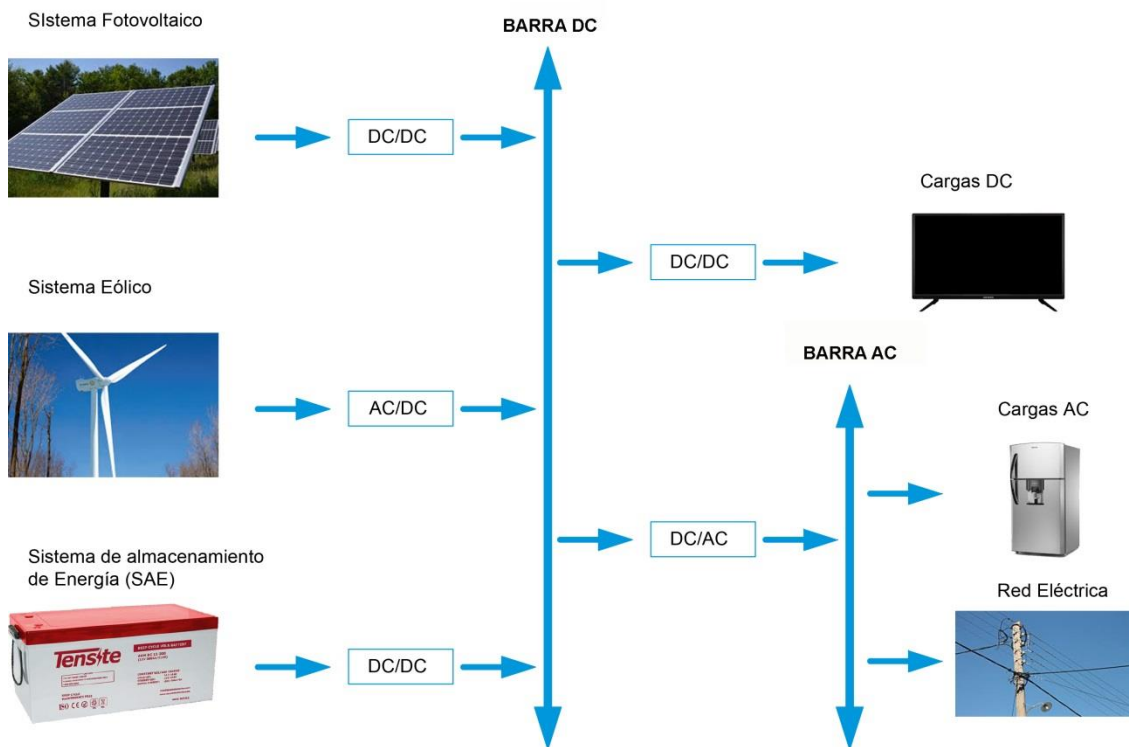 SIstema Fotovoltaico
BARRA DC
DC/DC
Cargas DC
DC/DC
Sistema Eólico
BARRA AC
AC/DC
Cargas AC
DC/AC
Sistema de almacenamiento
de Energía (SAE)
Red Eléctrica
Tensite
DC/DC